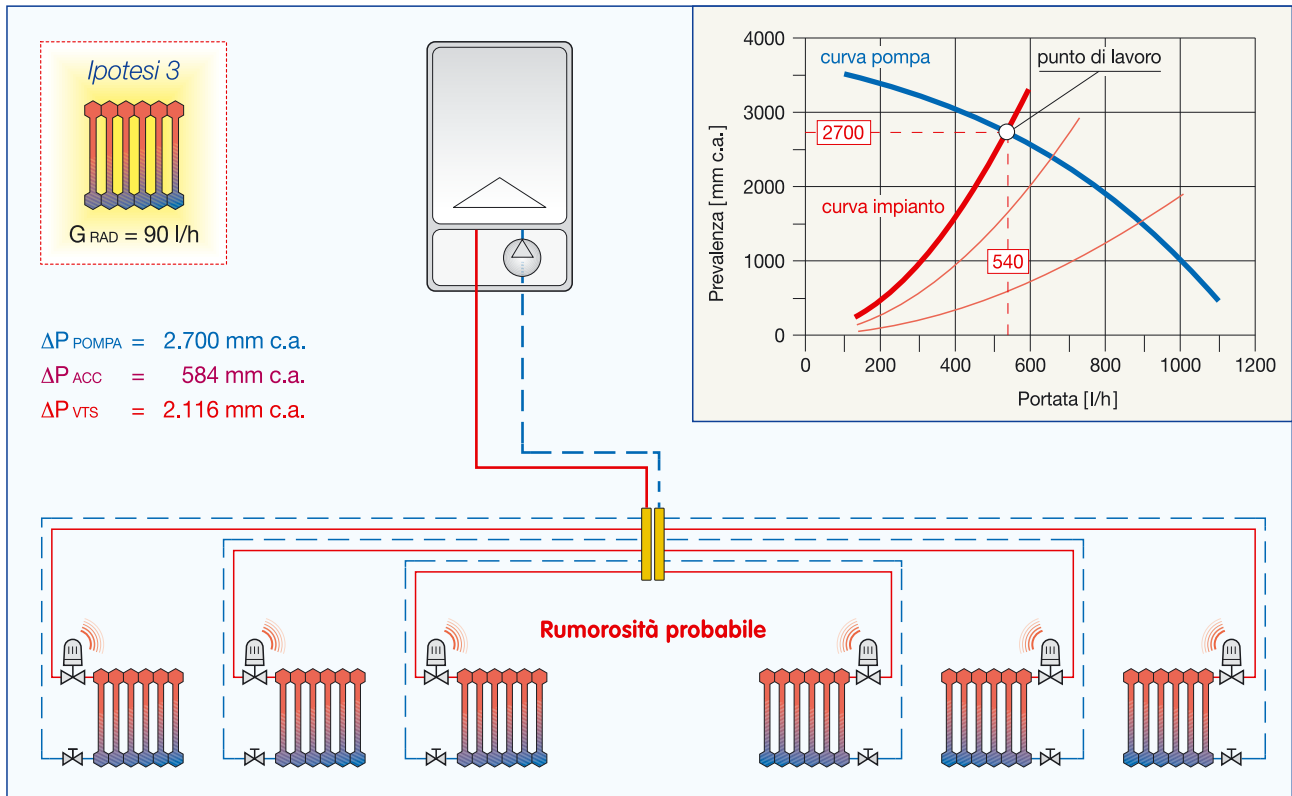 Ipotesi 3
G RAD = 90 l/h
ΔP POMPA = 2.700 mm c.a.
ΔP ACC = 584 mm c.a.
ΔP VTS = 2.116 mm c.a.
Prevalenza [mm c.a.]
4000
3000
2000
1000
0
curva pompa
punto di lavoro
2700
curva impianto
540
0 200 400 600 800 1000 1200
Portata [l/h]
Rumorosità probabile